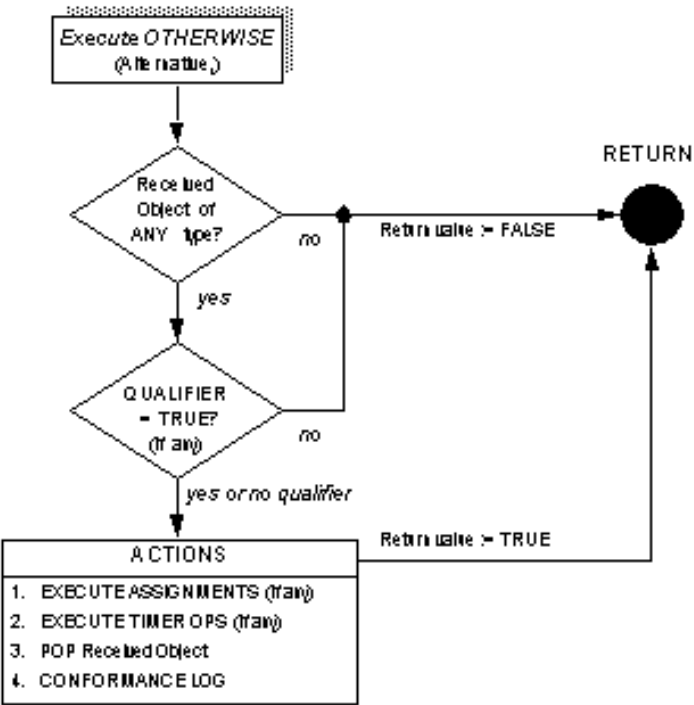 Execute OTHERWISE
(Alternative,)
RETURN
Received
Object of
ANY type?
no
Return value := FALSE
yes
QUALIFIER
= TRUE?
(if any)
no
yes or no qualifier
Return value := TRUE
ACTIONS
1. EXECUTE ASSIGNMENTS (if any)
2. EXECUTE TIMER OPS (if any)
3. POP Received Object
4. CONFORMANCE LOG